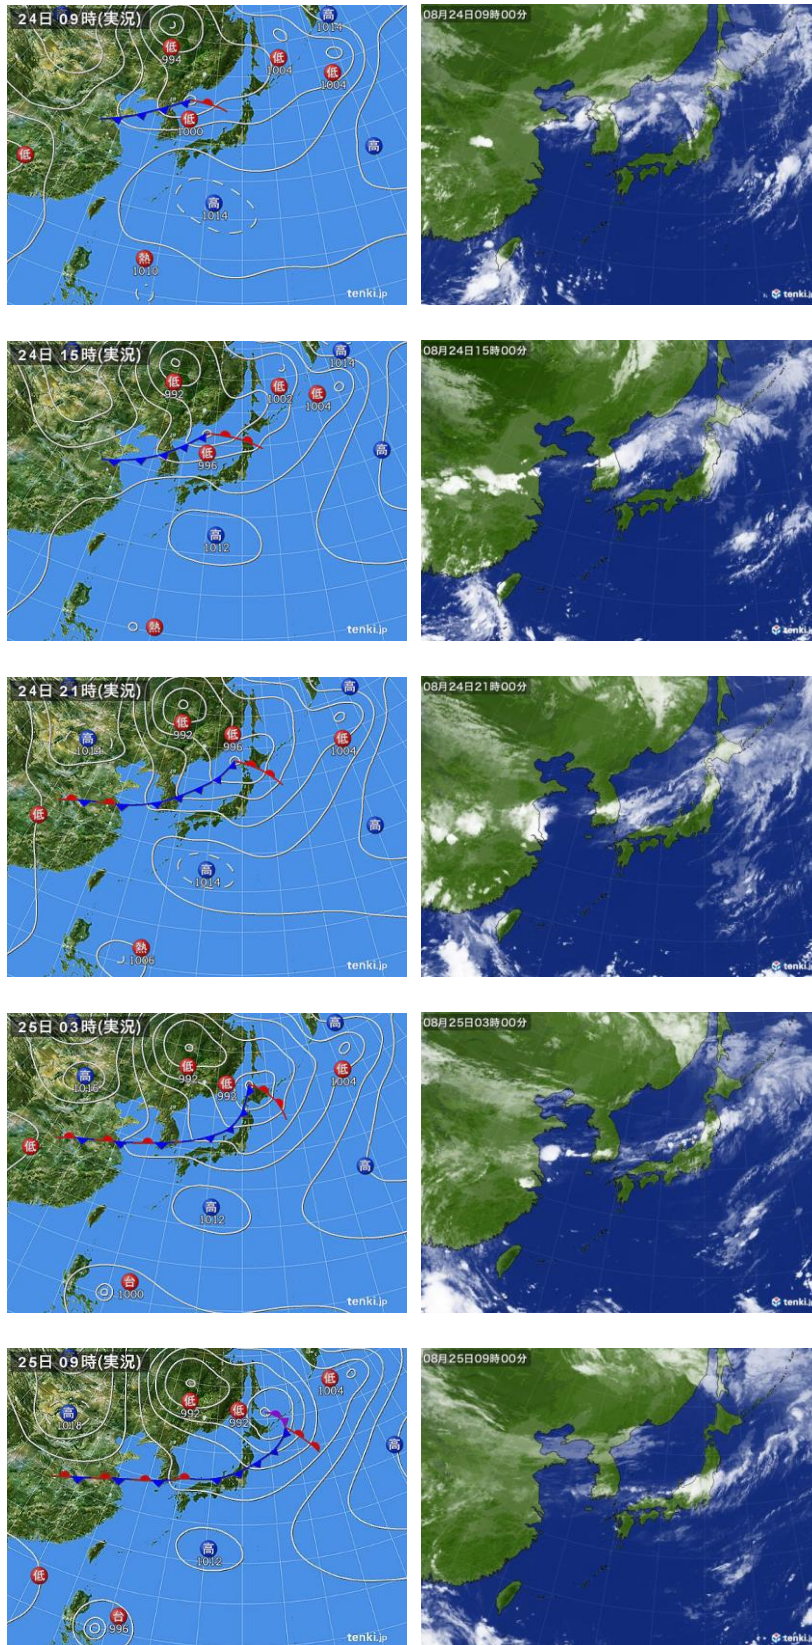 24日 09時(実況)
低
994
高
1014
低
1004
低
1004
低
1000
高
低
高
1014
熱
1010
tenki.jp
08月24日09時00分
tenki.jp
24日 15時(実況)
低
992
高
1014
低
1002
低
1004
高
低
996
高
1012
熱
tenki.jp
08月24日15時00分
tenki.jp
24日 21時(実況)
高
低
992
低
996
高
低
1004
低
高
高
1014
熱
1006
tenki.jp
08月24日21時00分
tenki.jp
25日 03時(実況)
高
低
992
低
992
低
1004
高
1016
低
高
高
1012
台
1000
tenki.jp
08月25日03時00分
tenki.jp
25日 09時(実況)
低
1004
低
992
低
992
高
1018
高
高
1012
低
台
996
tenki.jp
08月25日09時00分
tenki.jp